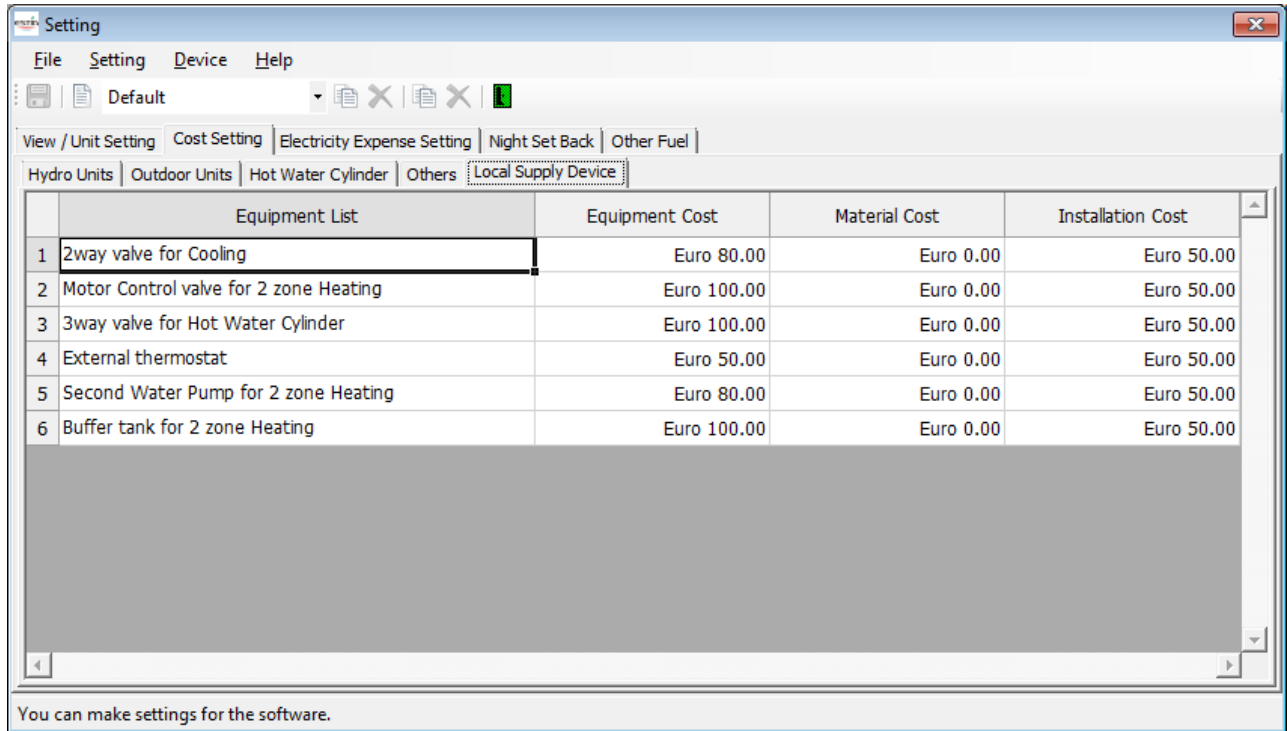 Setting
File Setting Device Help
Default
View / Unit Setting Cost Setting Electricity Expense Setting Night Set Back Other Fuel
Hydro Units Outdoor Units Hot Water Cylinder Others Local Supply Device
Equipment List Equipment Cost Material Cost Installation Cost
1 2way valve for Cooling Euro 80.00 Euro 0.00 Euro 50.00
2 Motor Control valve for 2 zone Heating Euro 100.00 Euro 0.00 Euro 50.00
3 3way valve for Hot Water Cylinder Euro 100.00 Euro 0.00 Euro 50.00
4 External thermostat Euro 50.00 Euro 0.00 Euro 50.00
5 Second Water Pump for 2 zone Heating Euro 80.00 Euro 0.00 Euro 50.00
6 Buffer tank for 2 zone Heating Euro 100.00 Euro 0.00 Euro 50.00
You can make settings for the software.